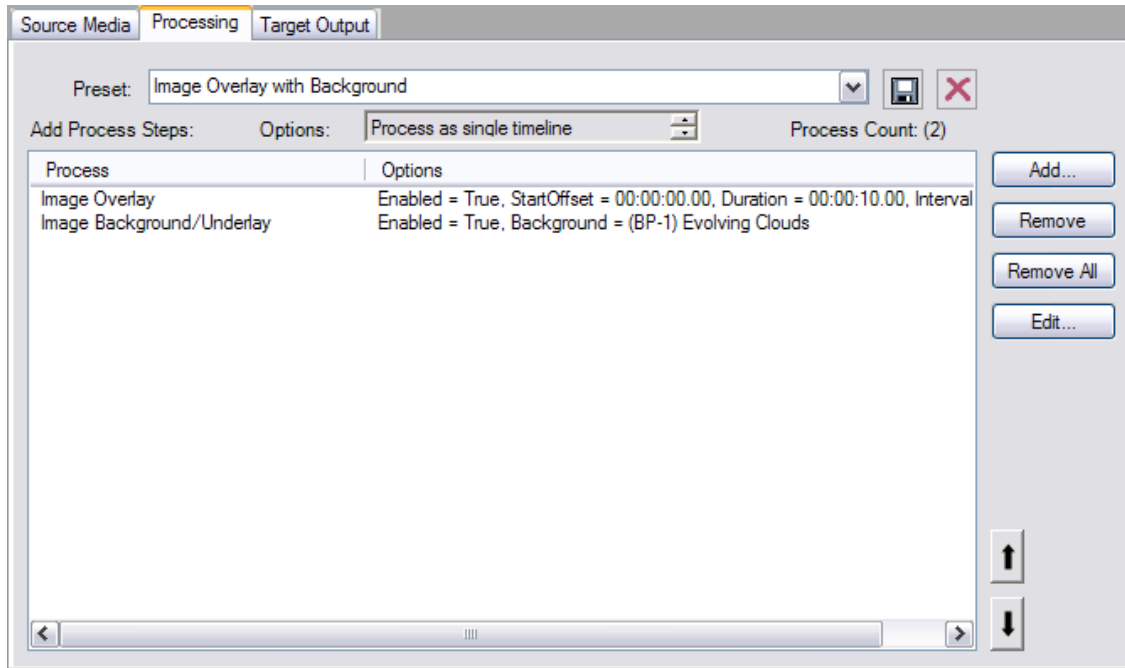 Source Media Processing Target Output
Preset: Image Overlay with Background
Add Process Steps: Options: Process as single timeline Process Count: (2)
Process Options
Image Overlay Enabled = True, StartOffset = 00:00:00.00, Duration = 00:00:10.00, Interval
Image Background/Underlay Enabled = True, Background = (BP-1) Evolving Clouds
Add...
Remove
Remove All
Edit...